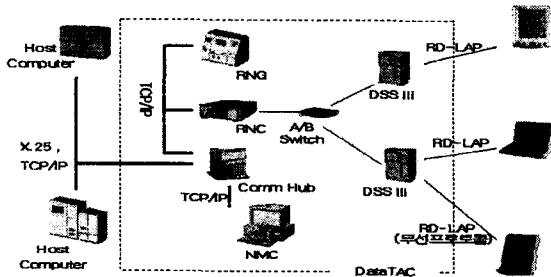 Host
Computer
X.25 ,
TCP/IP
Host
Computer
TCP/IP
RNG
RNC
A/B
Switch
Comm Hub
TCP/IP
NMC
DSS III
DSS III
RD-LAP
RD-LAP
RD-LAP
(무선프로토콜)
DataTAC